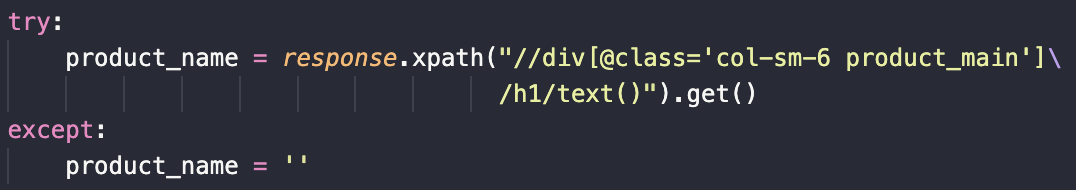 try:
    product_name = response.xpath("//div[@class='col-sm-6 product_main']\
                                  /h1/text()").get()
except:
    product_name = ''